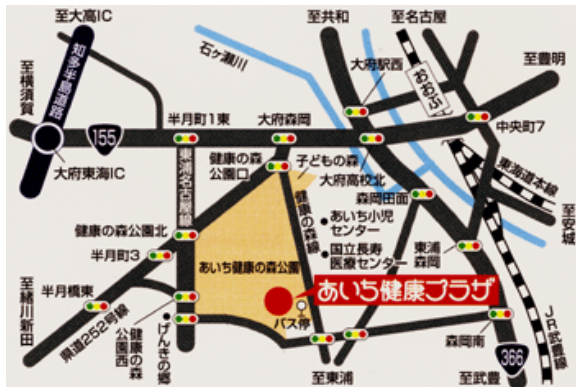 至大高IC
至共和
至名古屋
至豊明
至横須賀
知多半島道路
石ヶ瀬川
大府駅西
おおぶ
155
半月町1東
大府森岡
中央町7
大府東海IC
東浦名古屋線
健康の森
公園口
子どもの森
大府高校北
東海道本線
森岡田面
至安城
健康の森公園北
健康の森線
あいち小児
センター
半月町3
国立長寿
医療センター
東浦
森岡
あいち健康の森公園
至緒川新田
半月橋東
あいち健康プラザ
県道252号線
健康の森
公園西
げんきの郷
バス停
森岡南
JR武豊線
366
至東浦
至武豊